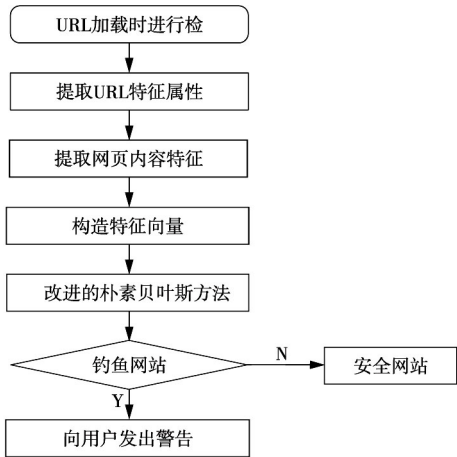 URL加载时进行检
提取URL特征属性
提取网页内容特征
构造特征向量
改进的朴素贝叶斯方法
钓鱼网站
N
安全网站
Y
向用户发出警告